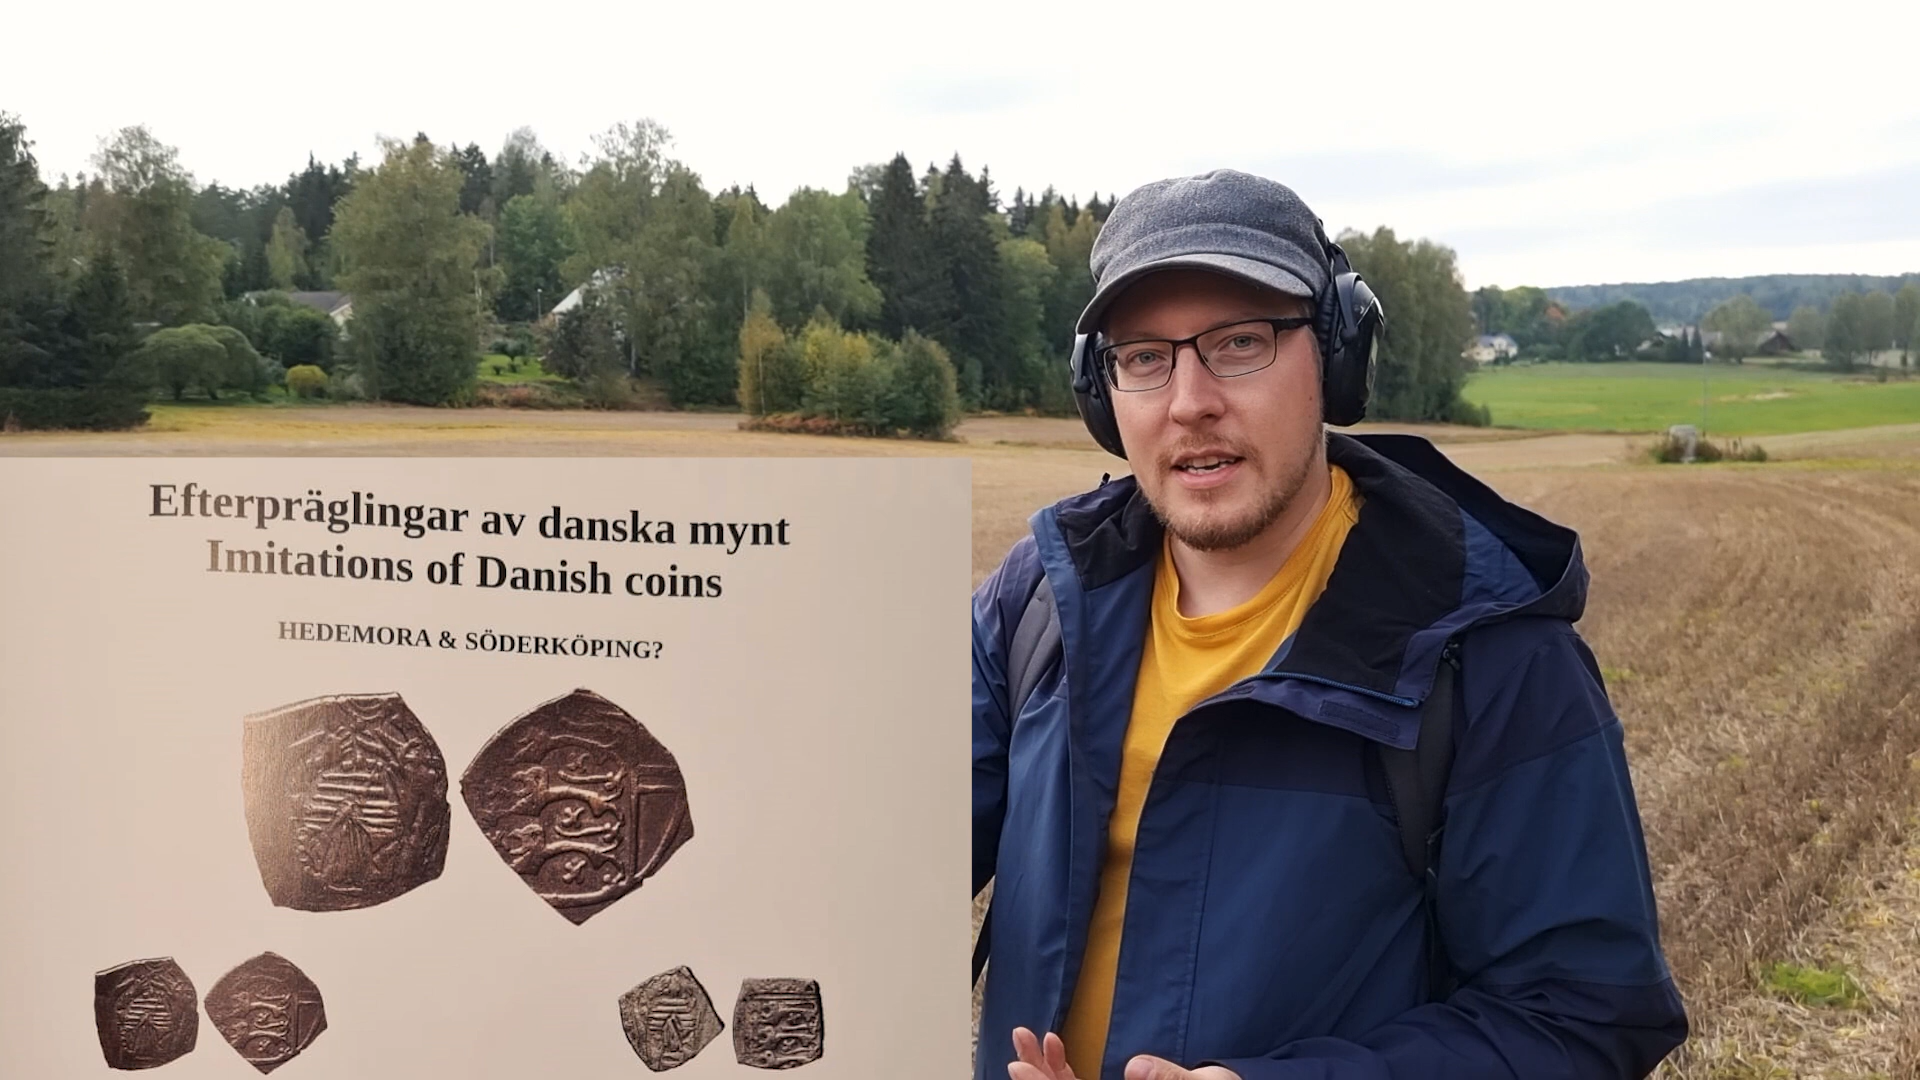 Efterpräglingar av danska mynt
Imitations of Danish coins
HEDEMORA & SÖDERKÖPING?